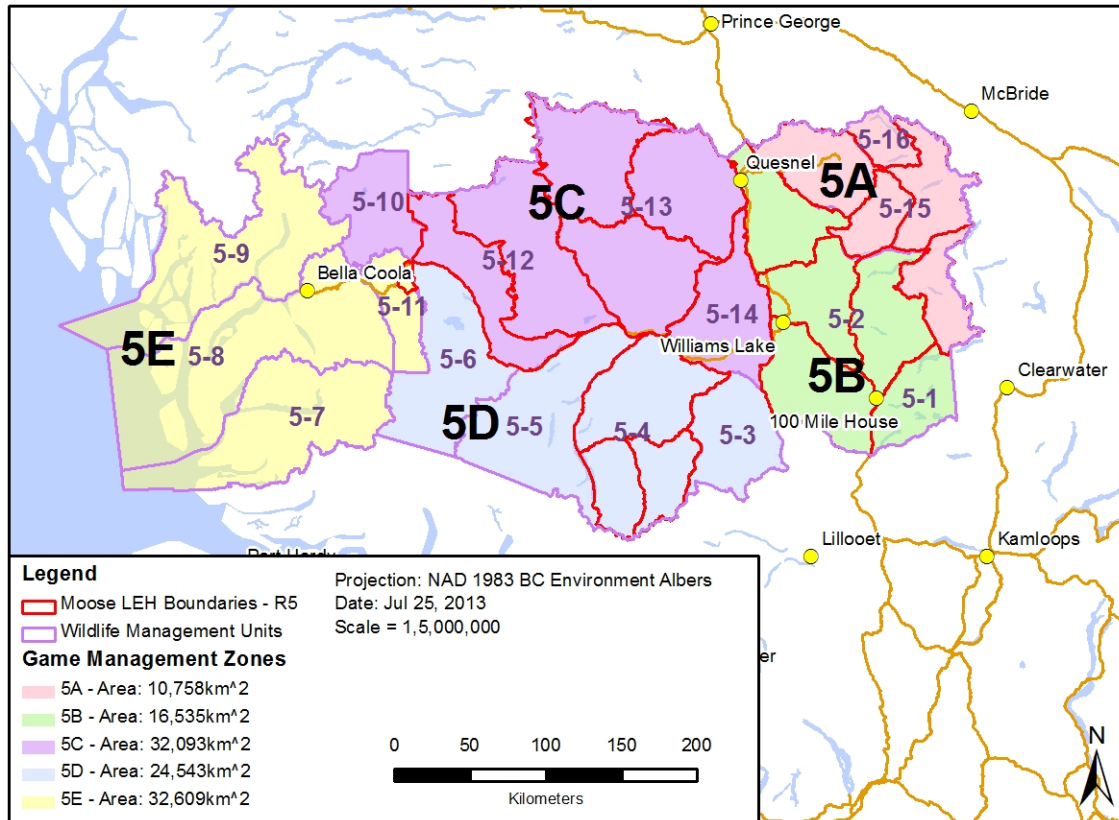 Prince George
McBride
5-16
Quesnel
5A
5-10
5C
5-13
5-15
5-9
5-12
Bella Coola
5-11
5-14
5-2
5E
5-8
5-6
Williams Lake
5B
Clearwater
5-7
5D
5-5
5-4
5-3
5-1
100 Mile House
Lillooet
Kamloops
Legend
Moose LEH Boundaries - R5
Wildlife Management Units
Game Management Zones
5A - Area: 10,758km^2
5B - Area: 16,535km^2
5C - Area: 32,093km^2
5D - Area: 24,543km^2
5E - Area: 32,609km^2
Projection: NAD 1983 BC Environment Albers
Date: Jul 25, 2013
Scale = 1,5,000,000
er
0 50 100 150 200
Kilometers
N